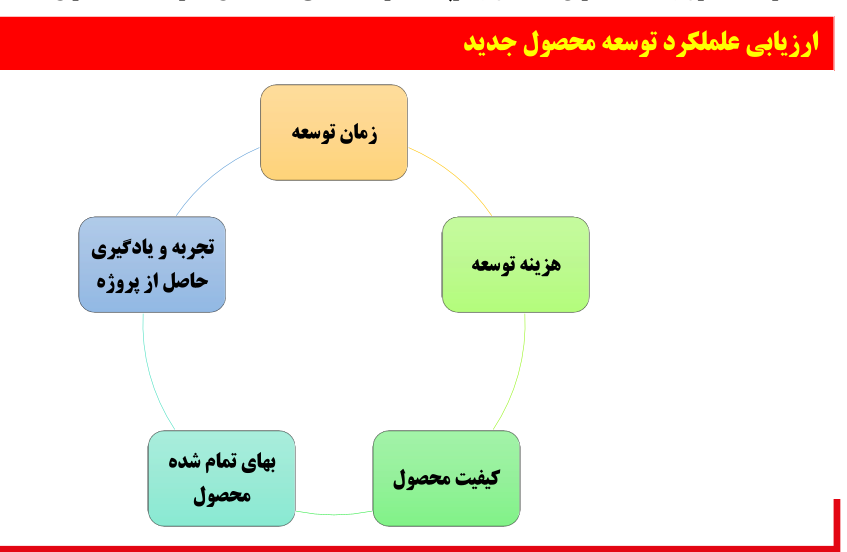 ارزیابی علملکرد توسعه محصول جدید
زمان توسعه
هزینه توسعه
کیفیت محصول
بهای تمام شده
محصول
تجربه و یادگیری
حاصل از پروژه